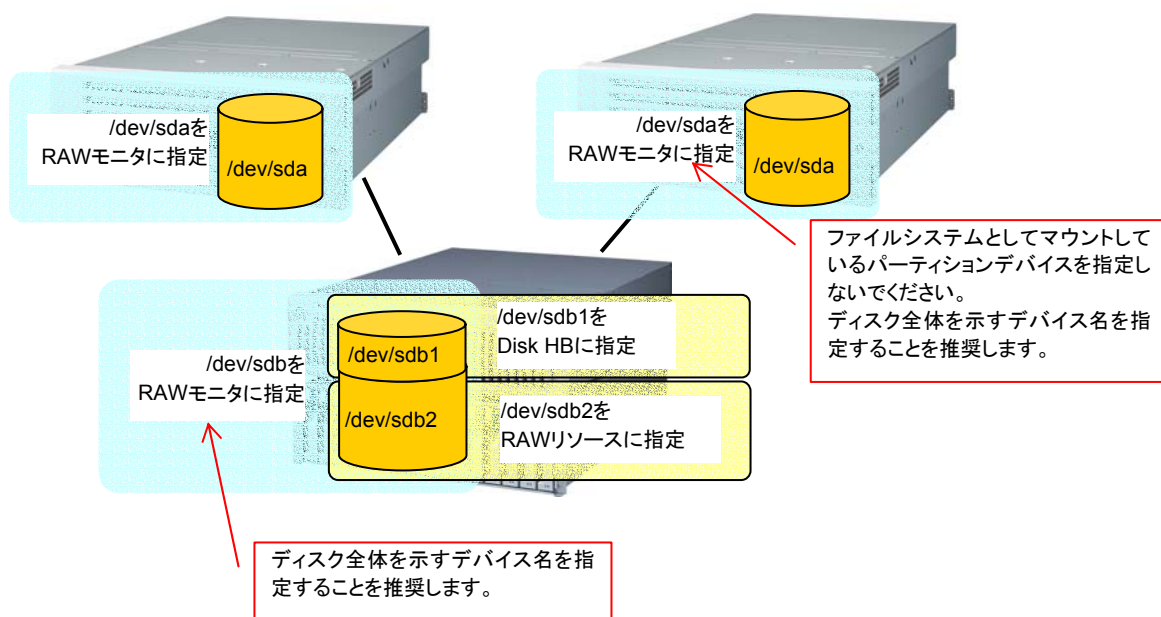 /dev/sdaを
RAWモニタに指定
/dev/sda
/dev/sdaを
RAWモニタに指定
/dev/sda
ファイルシステムとしてマウントして
いるパーティションデバイスを指定し
ないでください。
ディスク全体を示すデバイス名を指
定することを推奨します。
/dev/sdbを
RAWモニタに指定
/dev/sdb1
/dev/sdb1を
Disk HBに指定
/dev/sdb2
/dev/sdb2を
RAWリソースに指定
ディスク全体を示すデバイス名を指
定することを推奨します。